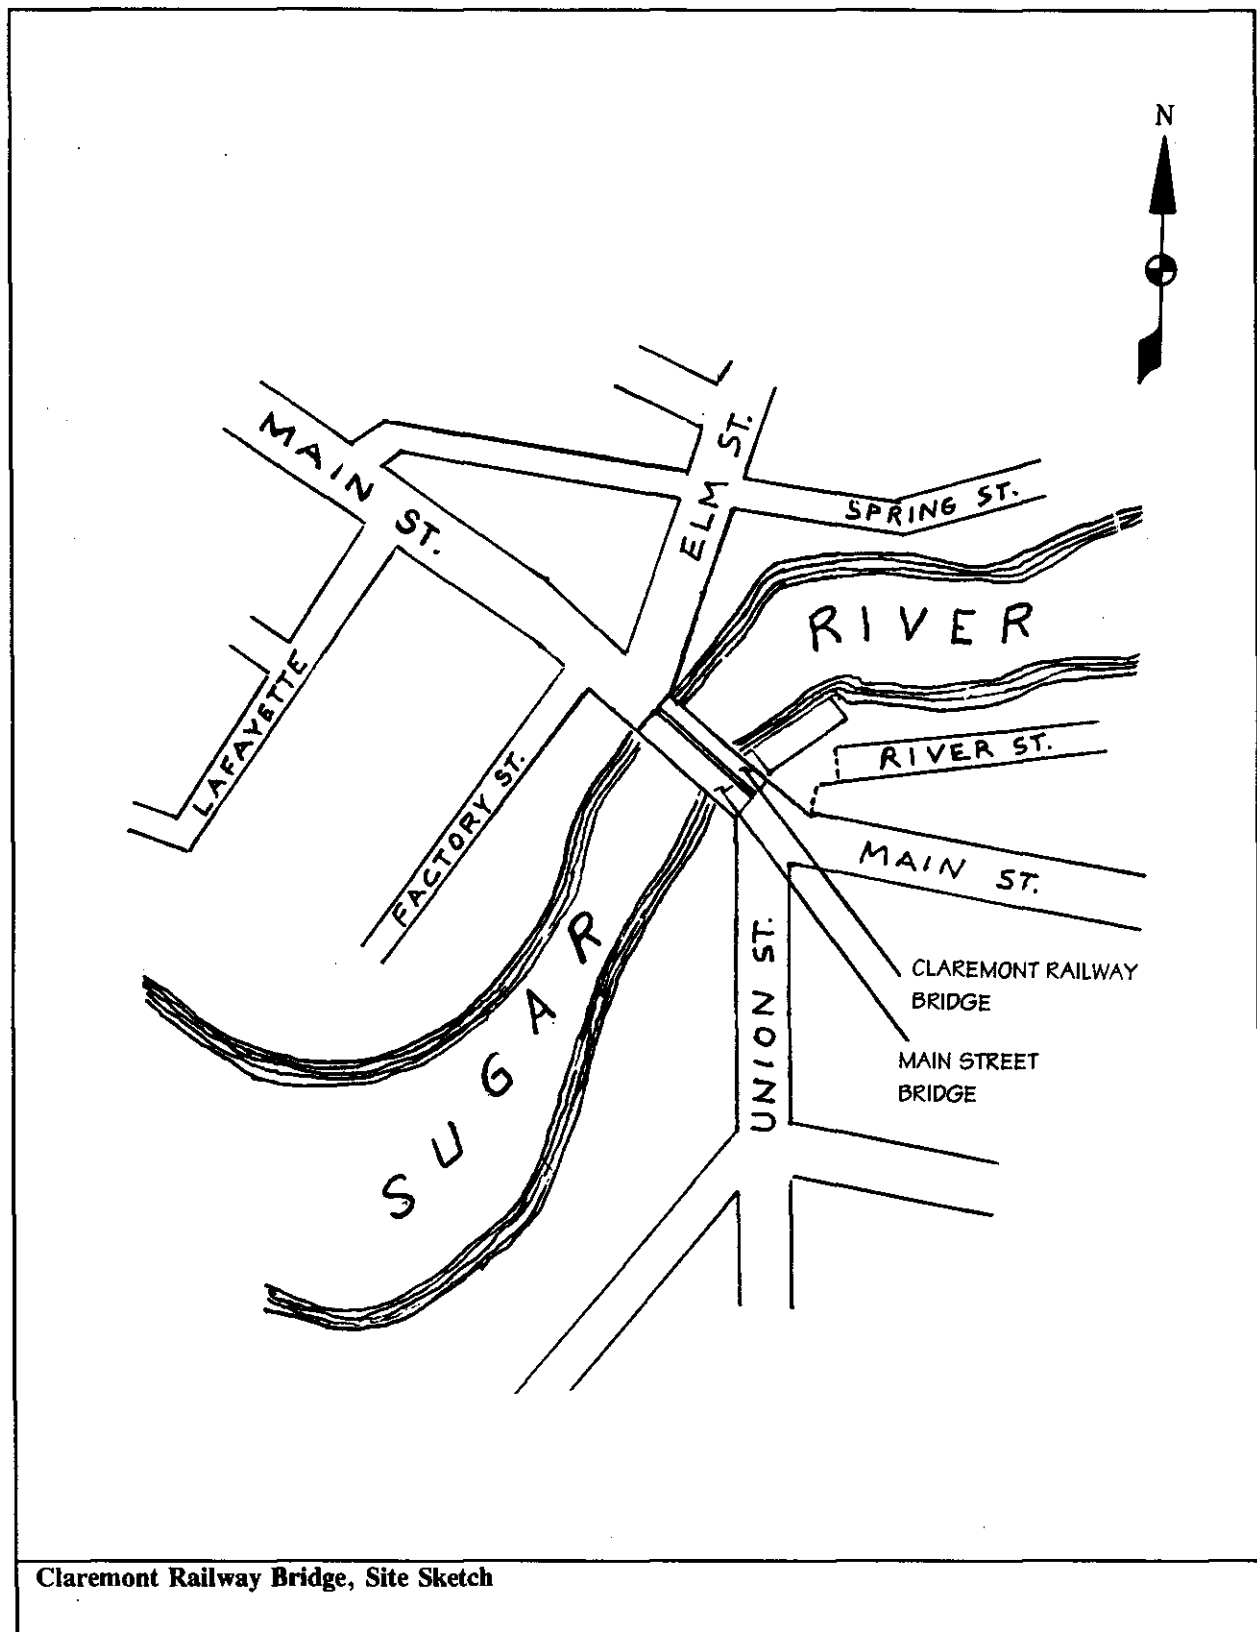 N
MAIN ST.
ELM ST.
SPRING ST.
RIVER
LAFAYETTE
FACTORY ST.
RIVER ST.
MAIN ST.
SUGAR
UNION ST.
CLAREMONT RAILWAY
BRIDGE
MAIN STREET
BRIDGE
Claremont Railway Bridge, Site Sketch